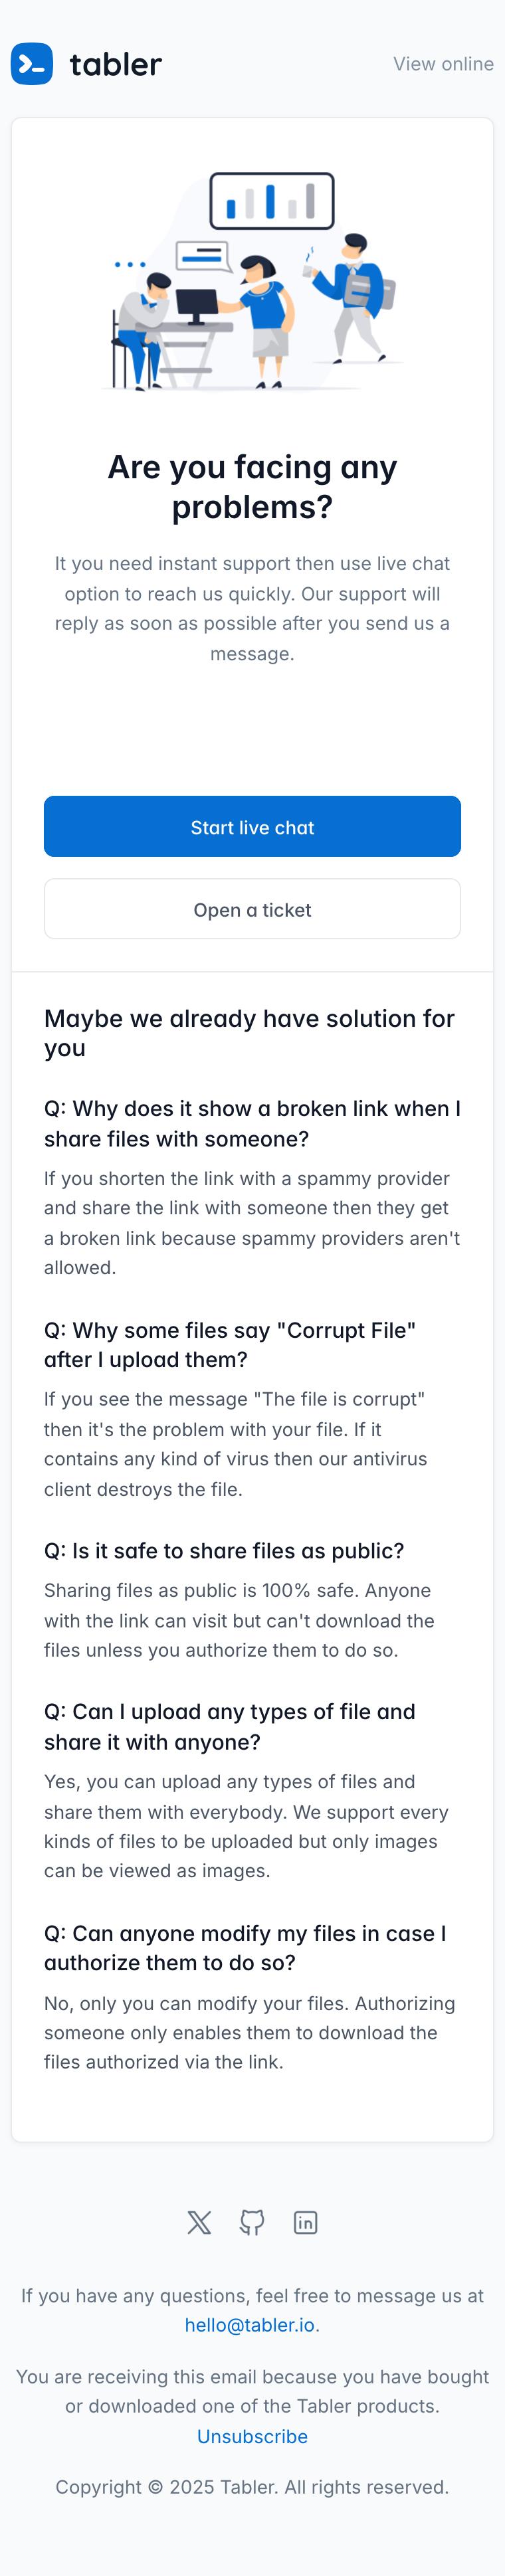 tabler
View online
Are you facing any
problems?
It you need instant support then use live chat
option to reach us quickly. Our support will
reply as soon as possible after you send us a
message.
Start live chat
Open a ticket
Maybe we already have solution for
you
Q: Why does it show a broken link when I
share files with someone?
If you shorten the link with a spammy provider
and share the link with someone then they get
a broken link because spammy providers aren't
allowed.
Q: Why some files say "Corrupt File"
after I upload them?
If you see the message "The file is corrupt"
then it's the problem with your file. If it
contains any kind of virus then our antivirus
client destroys the file.
Q: Is it safe to share files as public?
Sharing files as public is 100% safe. Anyone
with the link can visit but can't download the
files unless you authorize them to do so.
Q: Can I upload any types of file and
share it with anyone?
Yes, you can upload any types of files and
share them with everybody. We support every
kinds of files to be uploaded but only images
can be viewed as images.
Q: Can anyone modify my files in case I
authorize them to do so?
No, only you can modify your files. Authorizing
someone only enables them to download the
files authorized via the link.
If you have any questions, feel free to message us at
hello@tabler.io.
You are receiving this email because you have bought
or downloaded one of the Tabler products.
Unsubscribe
Copyright © 2025 Tabler. All rights reserved.